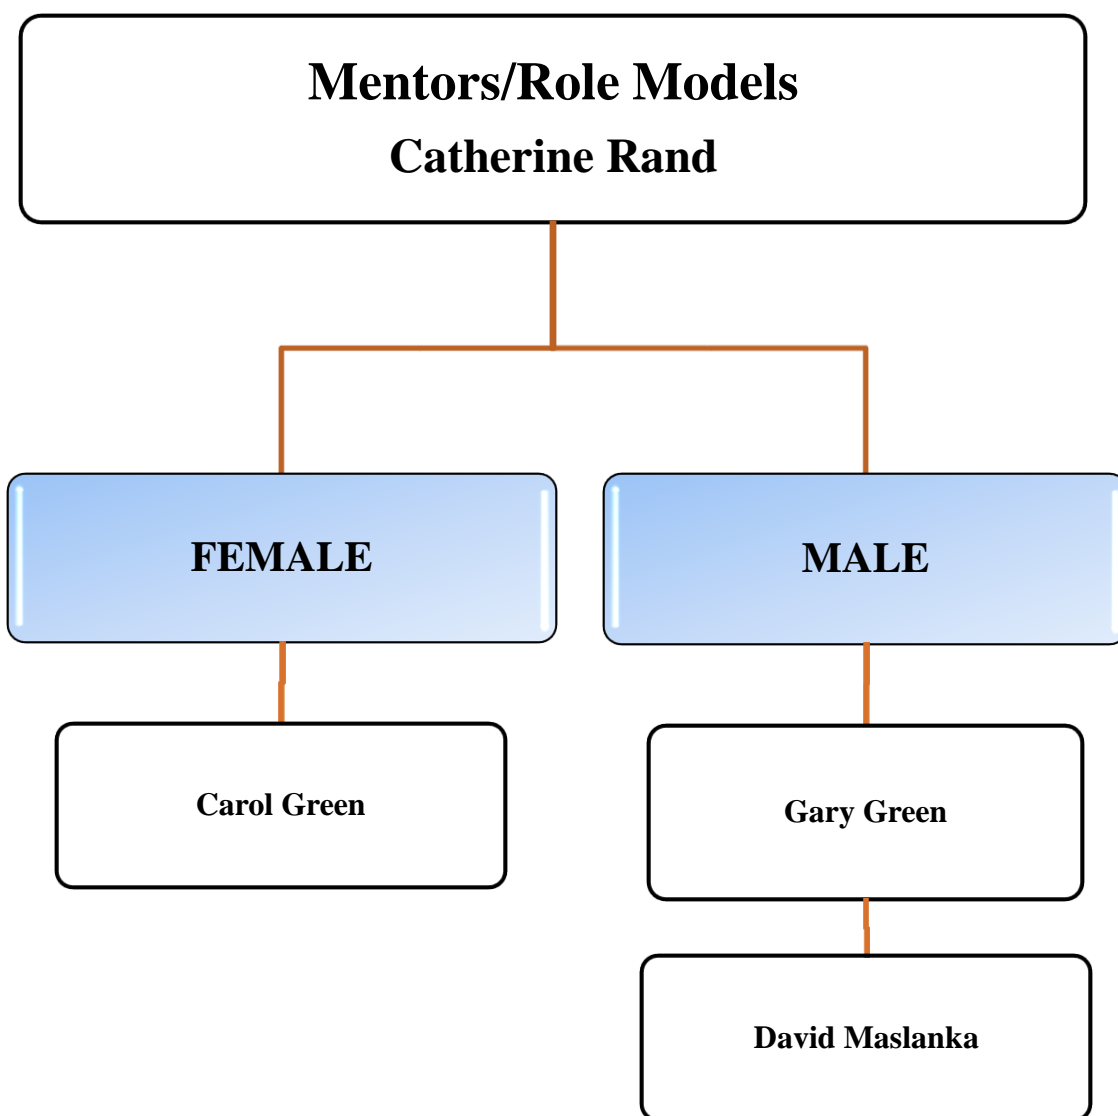 Mentors/Role Models
Catherine Rand
FEMALE
MALE
Carol Green
Gary Green
David Maslanka